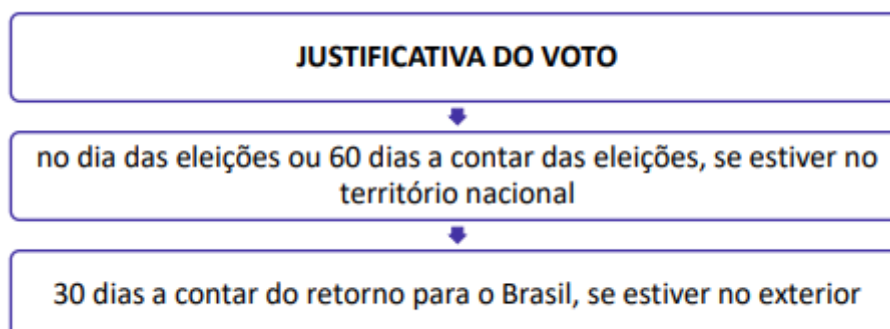 JUSTIFICATIVA DO VOTO
no dia das eleições ou 60 dias a contar das eleições, se estiver no
território nacional
30 dias a contar do retorno para o Brasil, se estiver no exterior